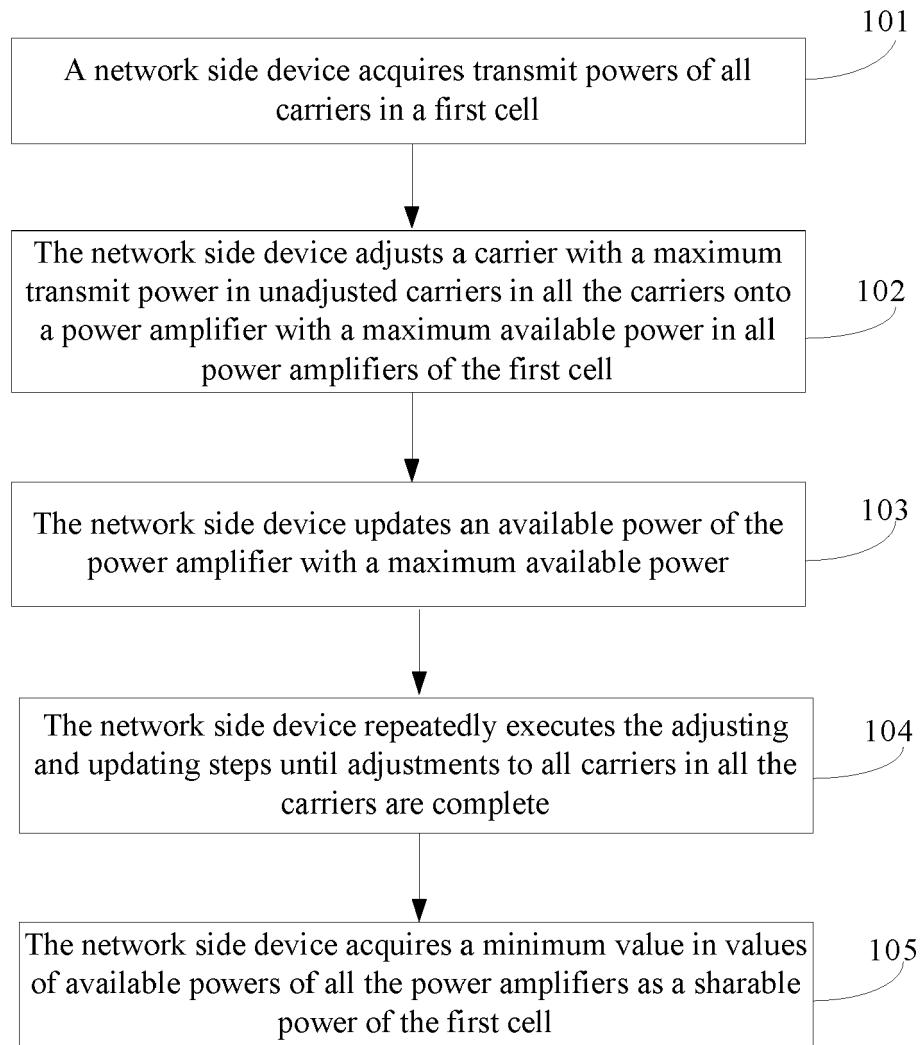 101
A network side device acquires transmit powers of all
carriers in a first cell
The network side device adjusts a carrier with a maximum
transmit power in unadjusted carriers in all the carriers onto
a power amplifier with a maximum available power in all
power amplifiers of the first cell
102
The network side device updates an available power of the
power amplifier with a maximum available power
103
The network side device repeatedly executes the adjusting
and updating steps until adjustments to all carriers in all the
carriers are complete
104
The network side device acquires a minimum value in values
of available powers of all the power amplifiers as a sharable
power of the first cell
105